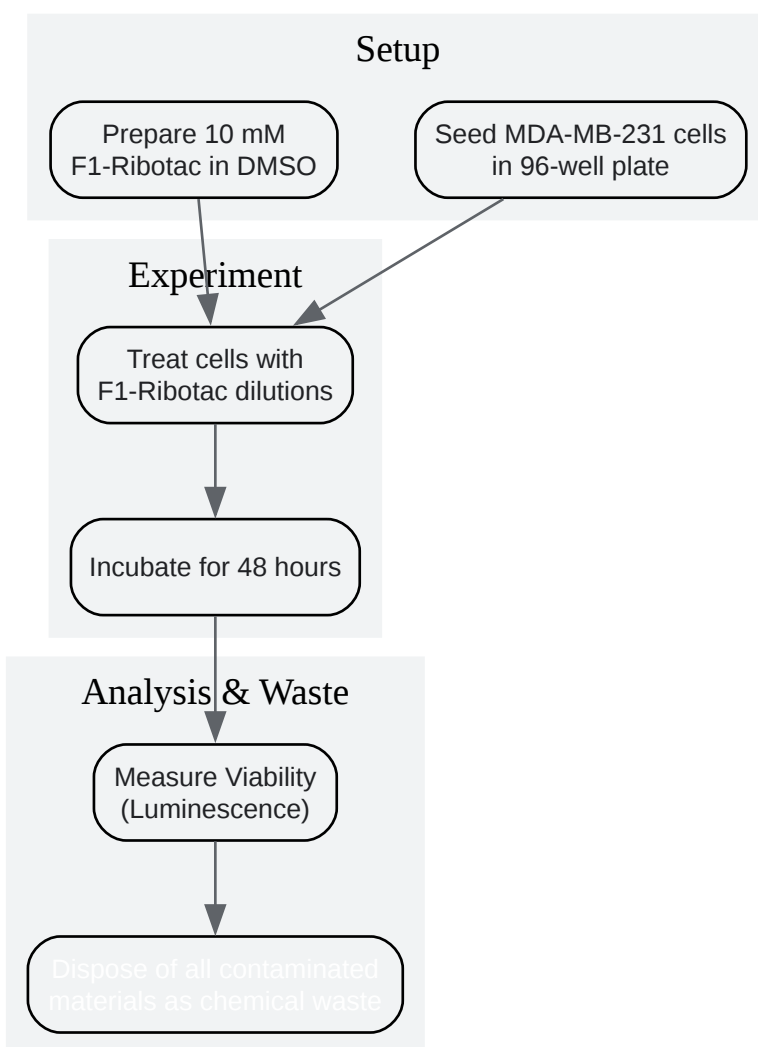 Setup
Prepare 10 mM
F1-Ribotac in DMSO
Seed MDA-MB-231 cells
in 96-well plate
Experiment
Treat cells with
F1-Ribotac dilutions
Incubate for 48 hours
Analysis & Waste
Measure Viability
(Luminescence)
Dispose of all contaminated
materials as chemical waste